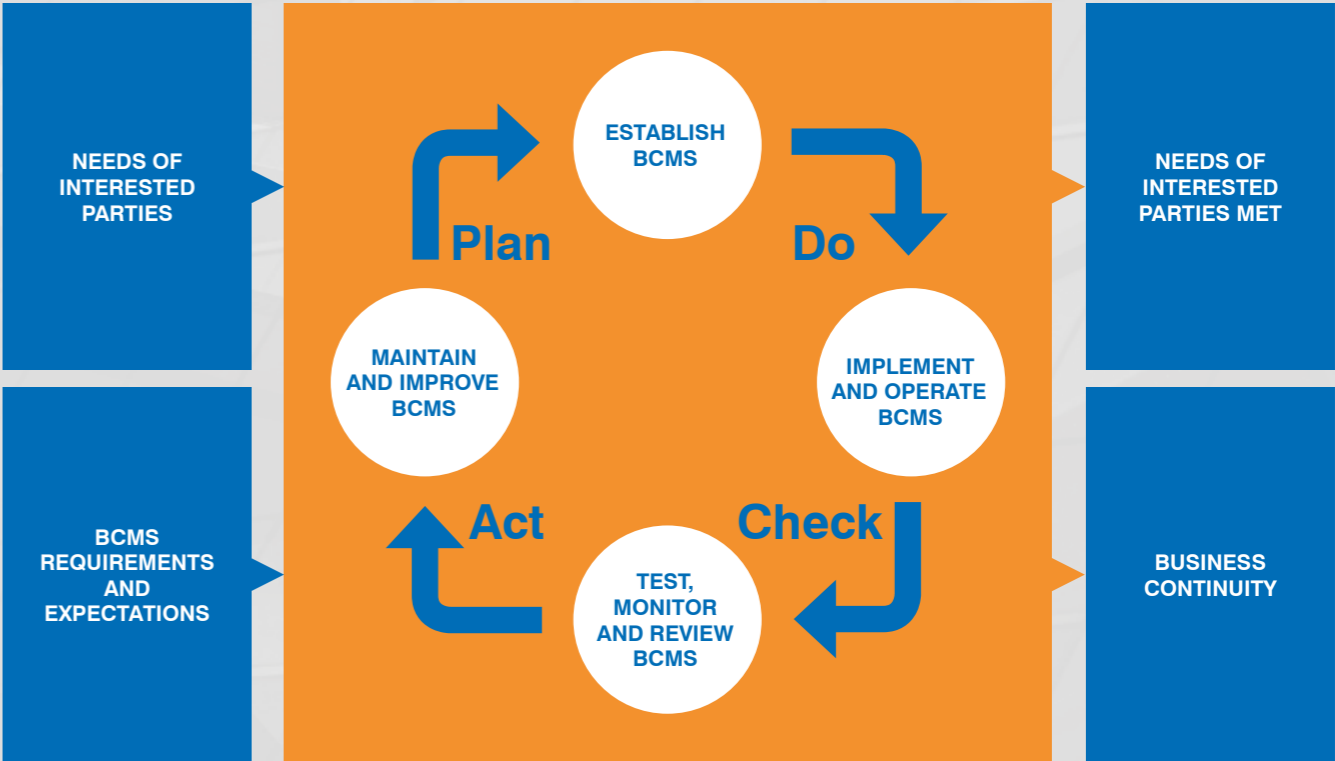 NEEDS OF
INTERESTED
PARTIES
BCMS
REQUIREMENTS
AND
EXPECTATIONS
Plan
ESTABLISH
BCMS
Do
IMPLEMENT
AND OPERATE
BCMS
Check
TEST,
MONITOR
AND REVIEW
BCMS
Act
MAINTAIN
AND IMPROVE
BCMS
NEEDS OF
INTERESTED
PARTIES MET
BUSINESS
CONTINUITY